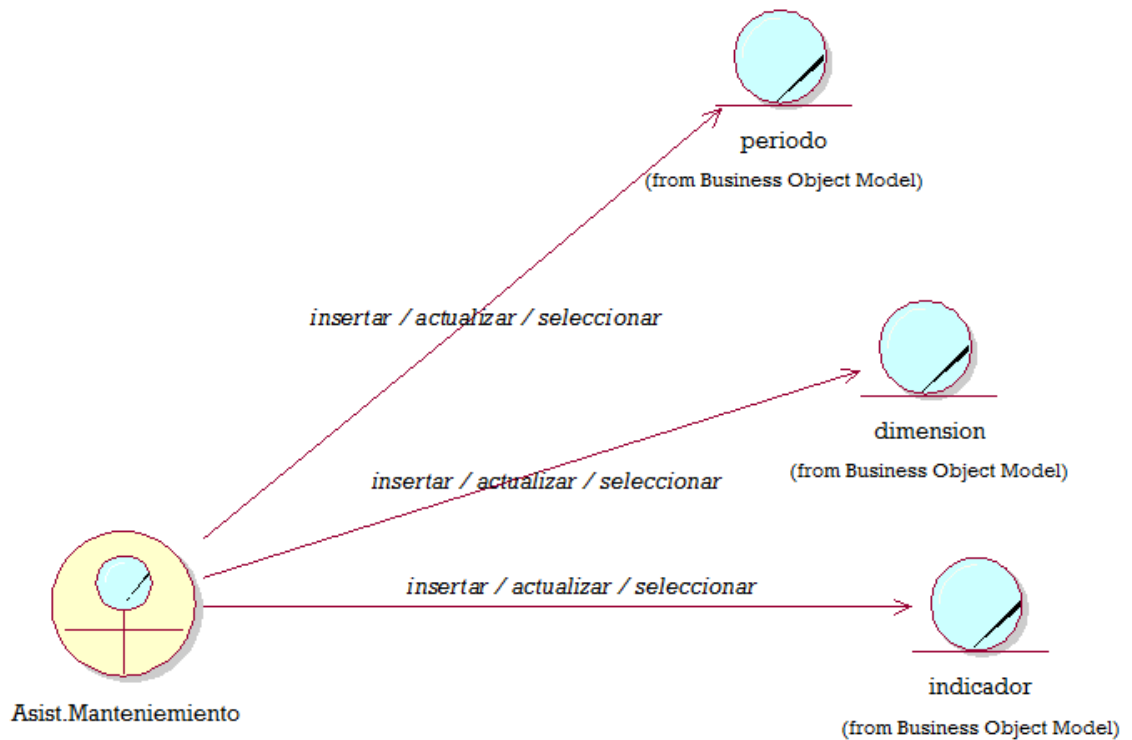 periodo
(from Business Object Model)
insertar / actualizar / seleccionar
dimension
(from Business Object Model)
insertar / actualizar / seleccionar
insertar / actualizar / seleccionar
indicador
(from Business Object Model)
Asist.Manteniemiento